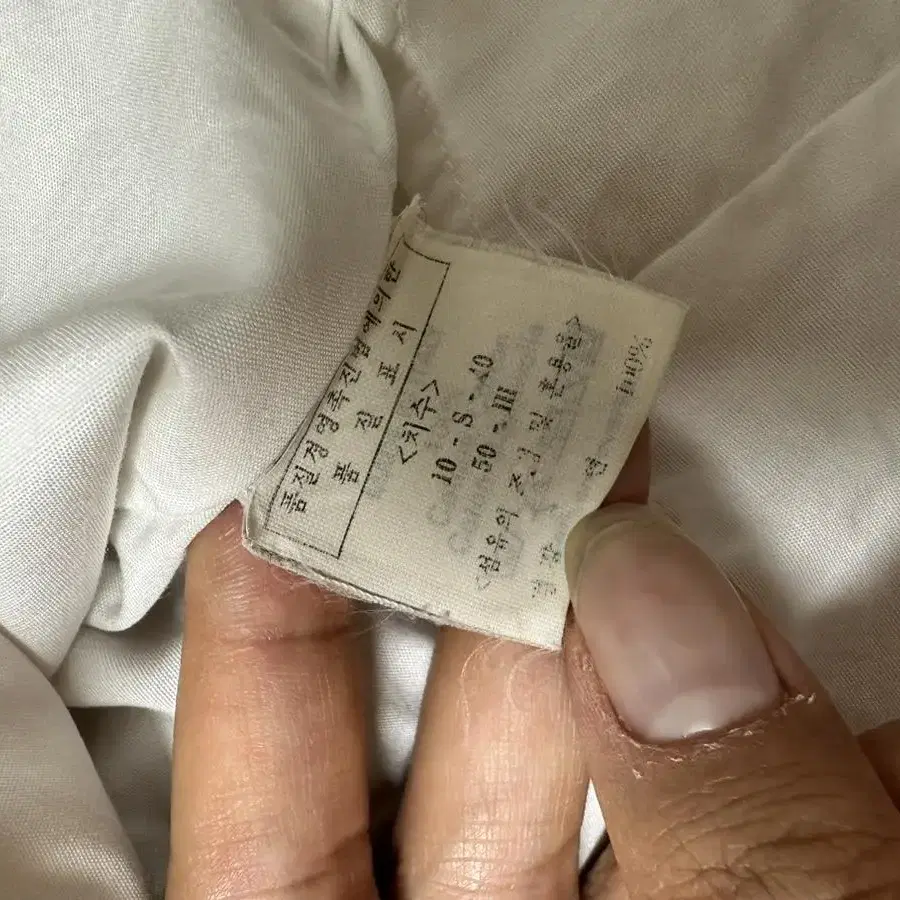 품질경영촉진법에의한
품 질 표 시
<치수>
10 - S - 40
50 - III
<섬유의 조성 및 혼용율>
면 100%